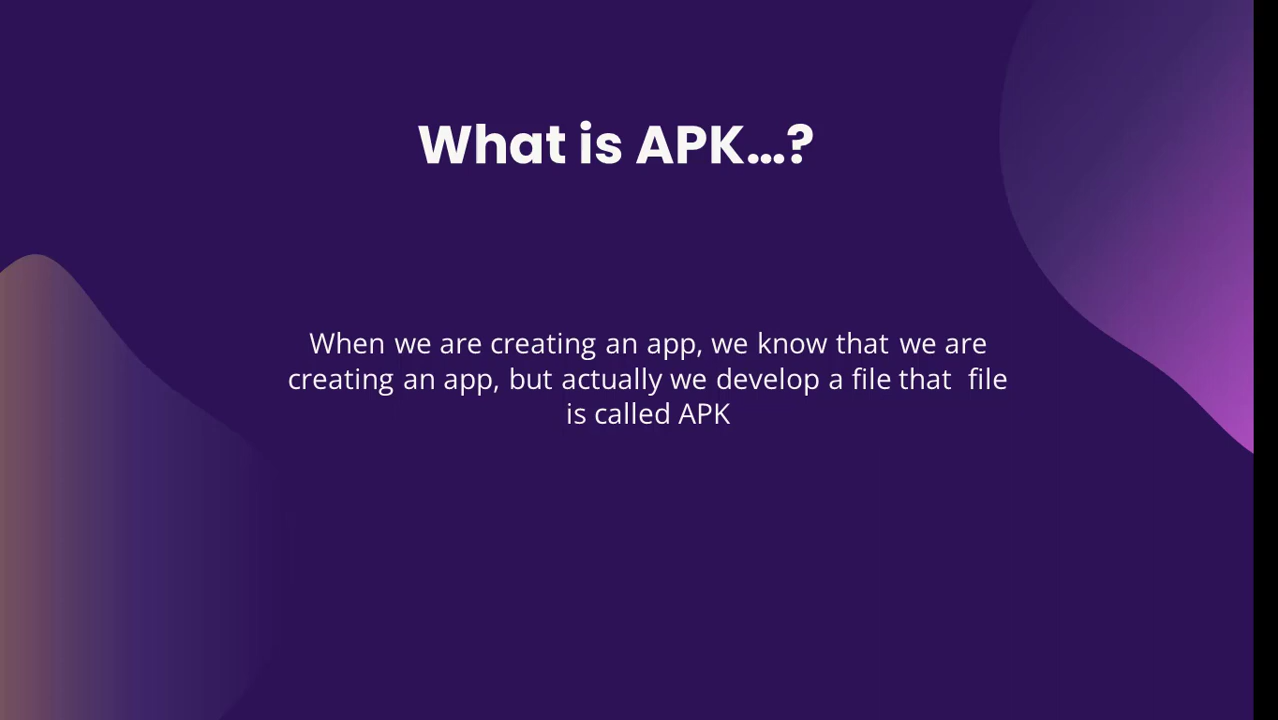 What is APK...?
When we are creating an app, we know that we are
creating an app, but actually we develop a file that  file
is called APK